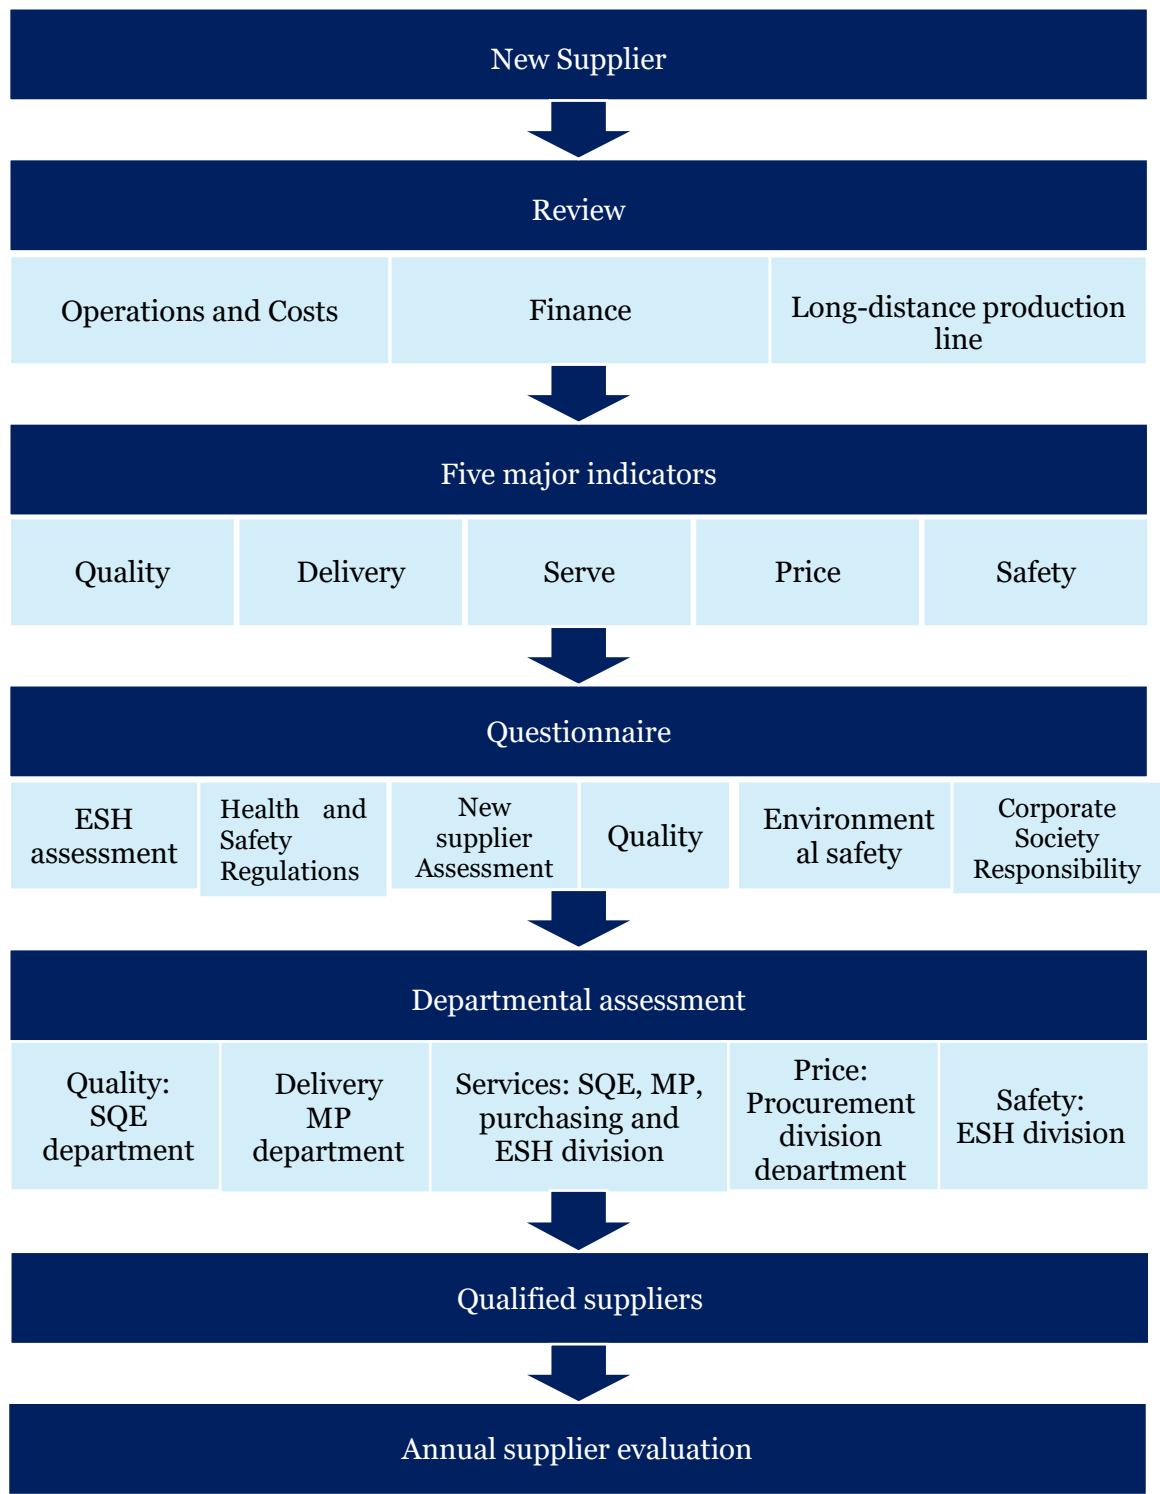 New Supplier
Review
Operations and Costs
Finance
Long-distance production
line
Five major indicators
Quality
Delivery
Serve
Price
Safety
Questionnaire
ESH
assessment
Health and
Safety
Regulations
New
supplier
Assessment
Quality
Environment
al safety
Corporate
Society
Responsibility
Departmental assessment
Quality:
SQE
department
Delivery
MP
department
Services: SQE, MP,
purchasing and
ESH division
Price:
Procurement
division
department
Safety:
ESH division
Qualified suppliers
Annual supplier evaluation